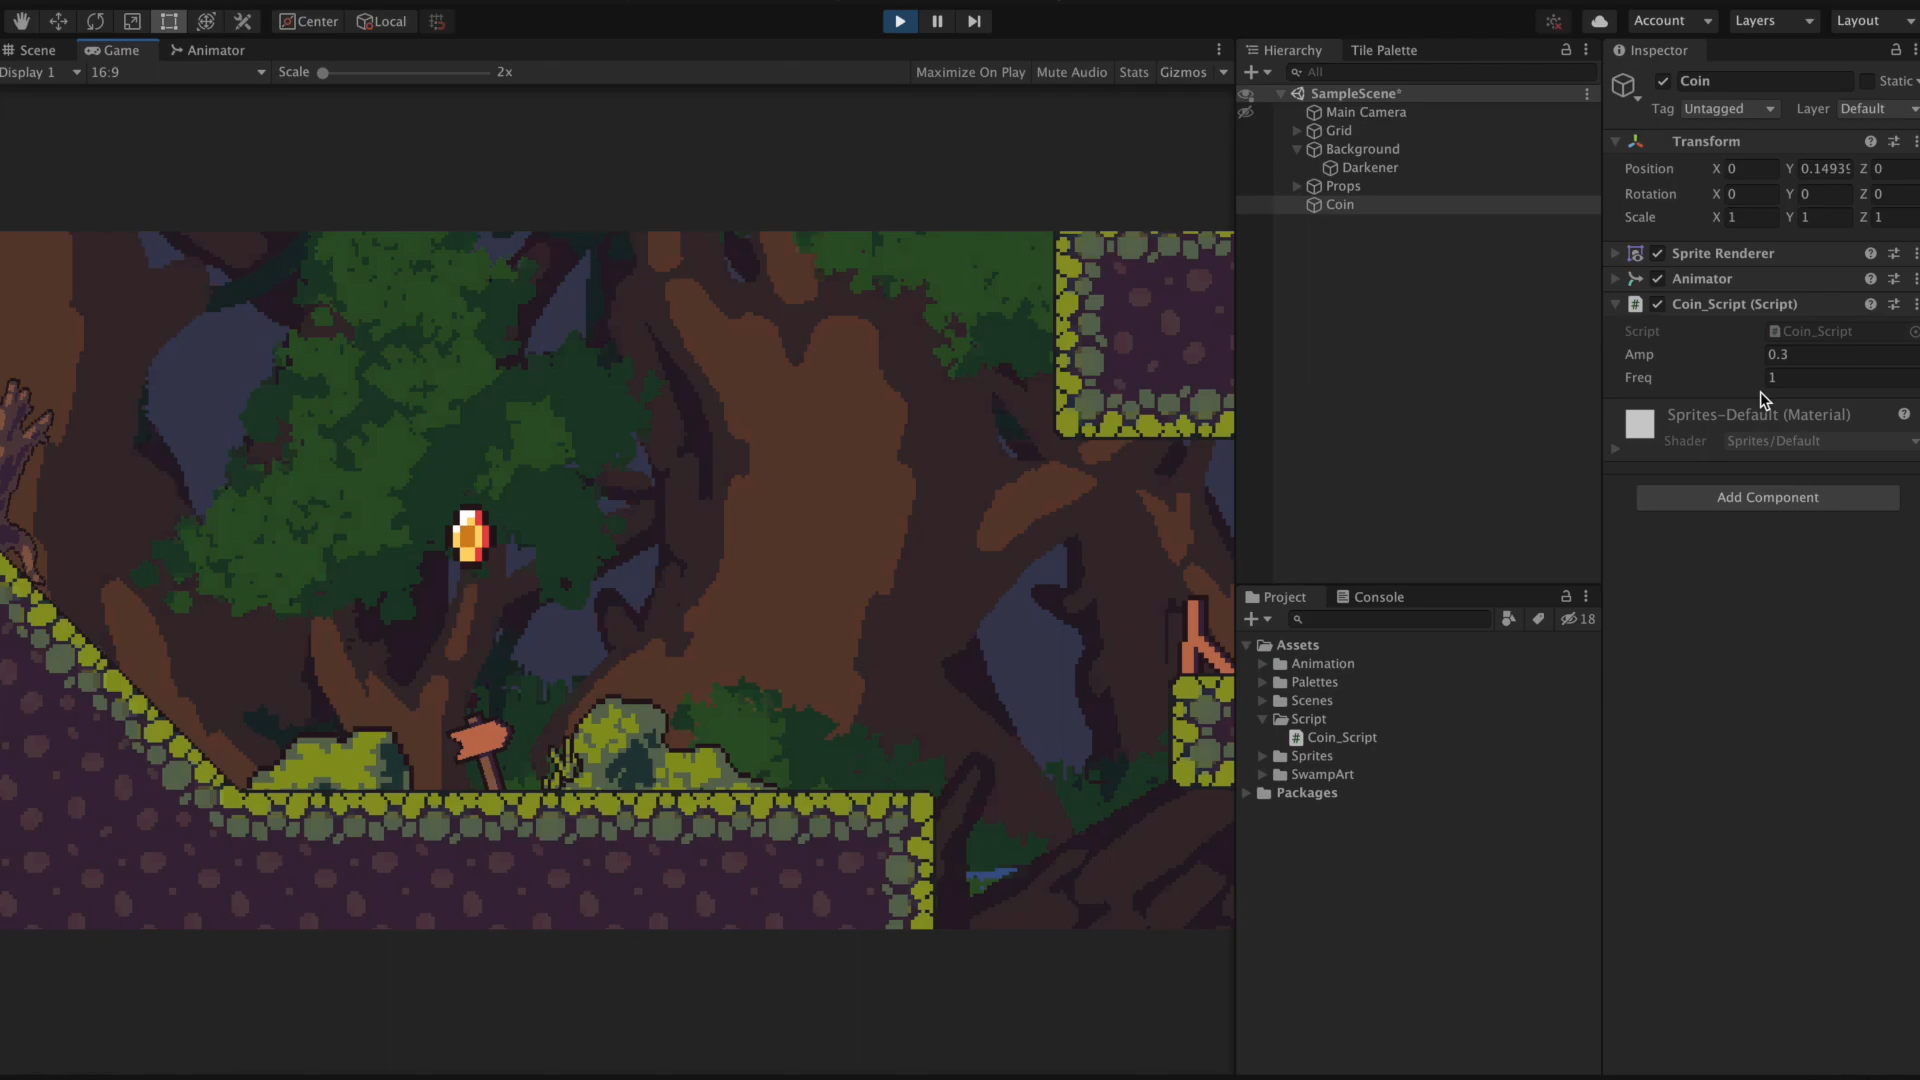 Center Local
Account Layers Layout
Scene Game Animator
Display 1 16:9 Scale 2x Maximize On Play Mute Audio Stats Gizmos
Hierarchy Tile Palette
All
SampleScene*
Main Camera
Grid
Background
Darkener
Props
Coin
Project Console
18
Assets
Animation
Palettes
Scenes
Script
Coin_Script
Sprites
SwampArt
Packages
Inspector
Coin Static
Tag Untagged Layer Default
Transform
Position X 0 Y 0.14939 Z 0
Rotation X 0 Y 0 Z 0
Scale X 1 Y 1 Z 1
Sprite Renderer
Animator
# Coin_Script (Script)
Script Coin_Script
Amp 0.3
Freq 1
Sprites-Default (Material)
Shader Sprites/Default
Add Component